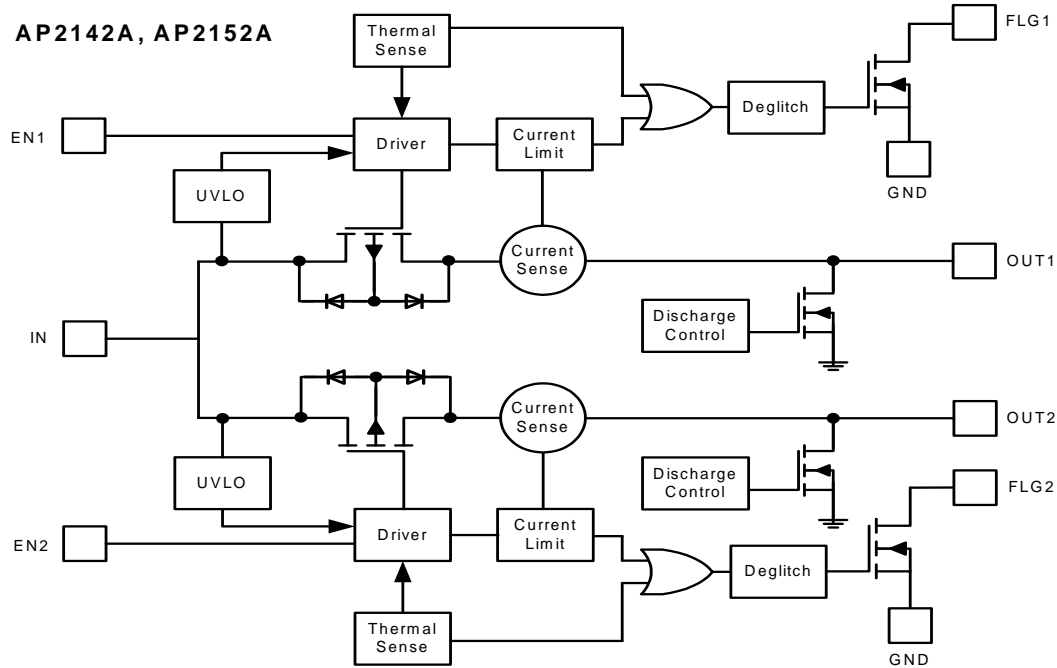 AP2142A, AP2152A
Thermal
Sense
FLG1
Deglitch
EN1
Driver
Current
Limit
GND
UVLO
Current
Sense
OUT1
Discharge
Control
IN
Current
Sense
OUT2
UVLO
Discharge
Control
FLG2
EN2
Driver
Current
Limit
Deglitch
Thermal
Sense
GND